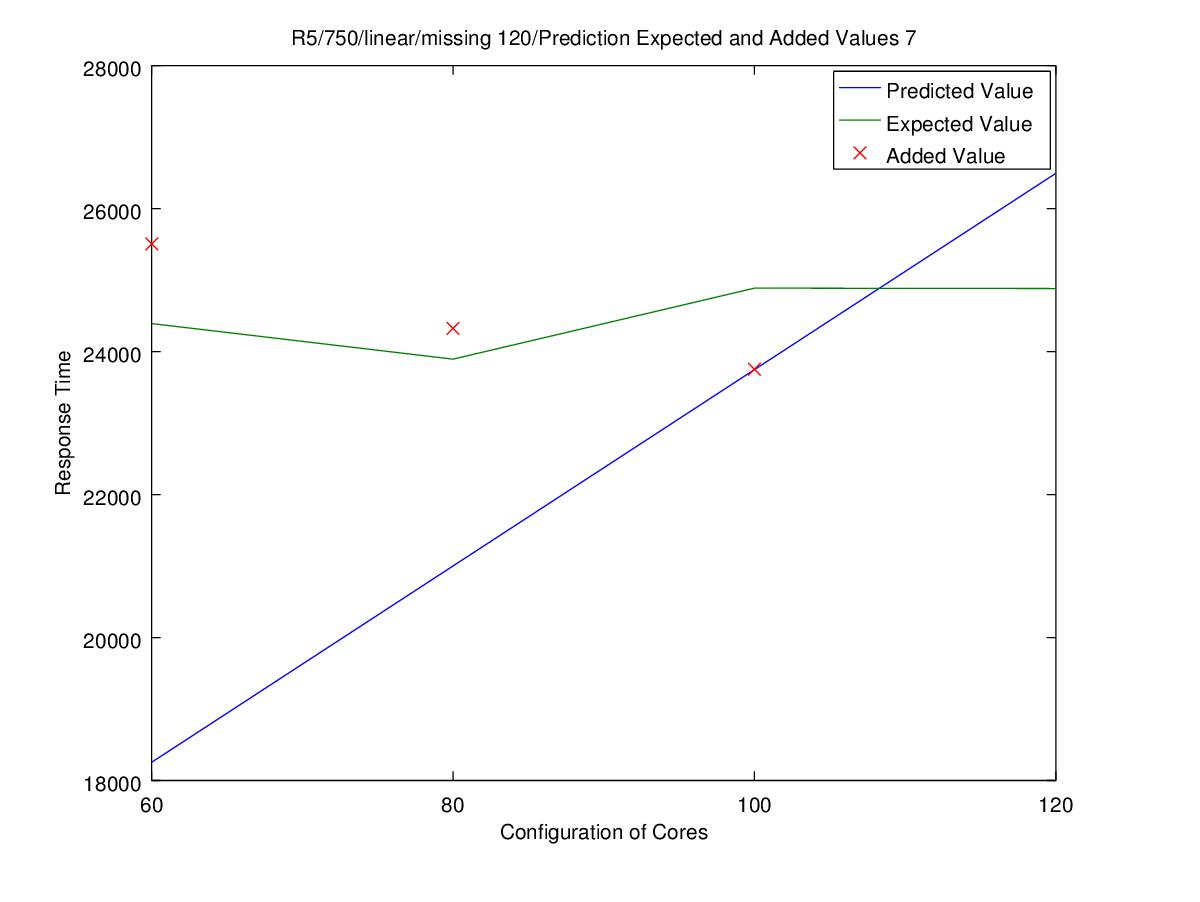 R5/750/linear/missing 120/Prediction Expected and Added Values 7
28000
26000
24000
22000
20000
18000
Response Time
60
80
100
120
Configuration of Cores
Predicted Value
Expected Value
Added Value